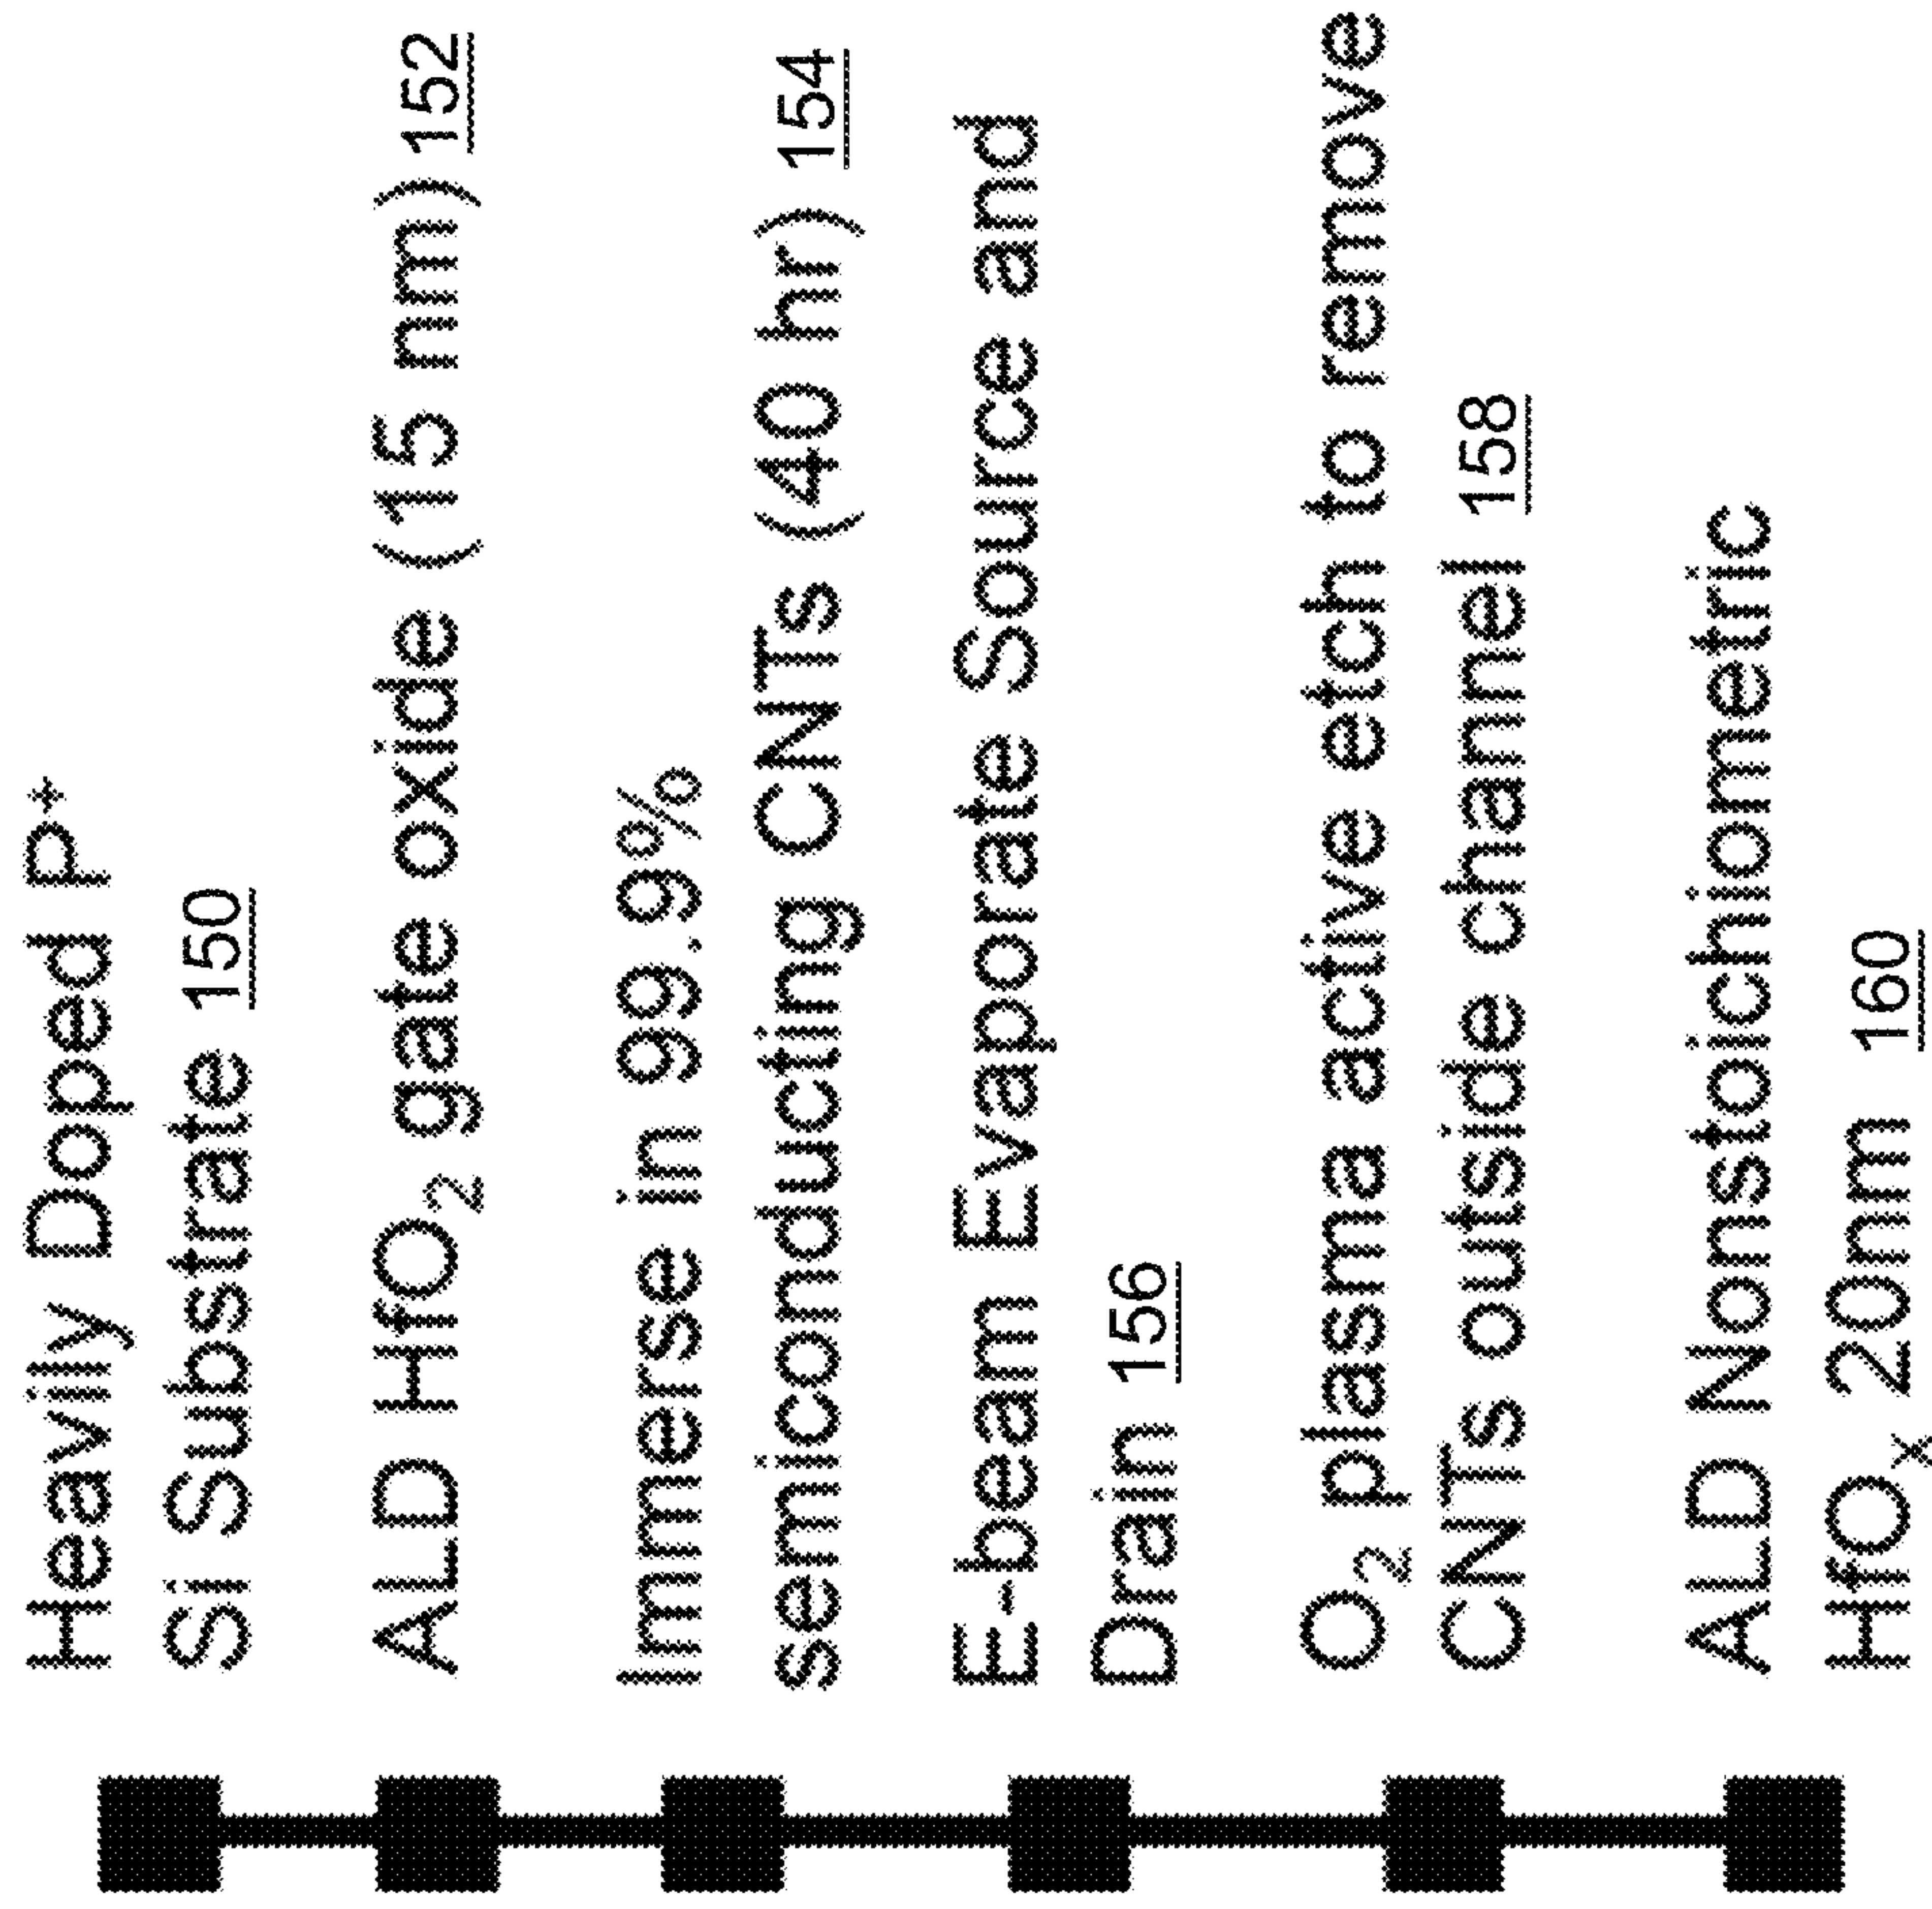 Heavilly Doped P⁺
Si Substrate 150
ALD HfO₂ gate oxide (15 nm) 152
Immerse in 99.9%
semiconducting CNTs (40 hr) 154
E-beam Evaporate Source and
Drain 156
O₂ plasma active etch to remove
CNTs outside channel 158
ALD Nonstoichiometric
HfOₓ 20nm 160